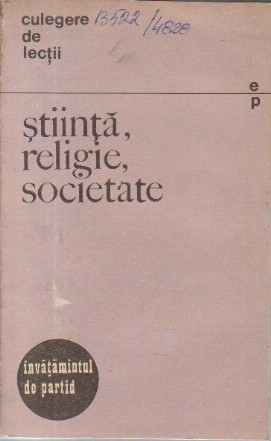 culegere 13522/4828
de
lecții
e
p
știință,
religie,
societate
învățămîntul
de partid